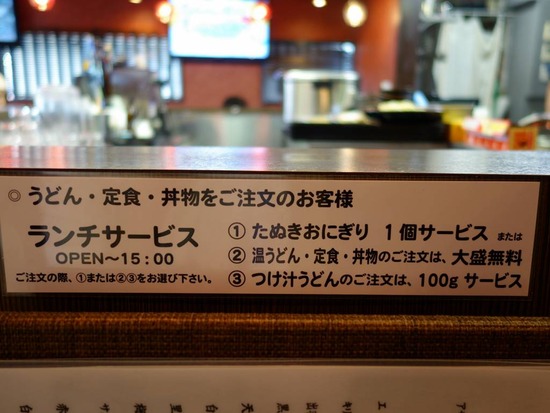 ◎ うどん・定食・丼物をご注文のお客様
ランチサービス
OPEN～15:00
ご注文の際、①または②③をお選び下さい。
① たぬきおにぎり 1個サービス または
② 温うどん・定食・丼物のご注文は、大盛無料
③ つけ汁うどんのご注文は、100g サービス